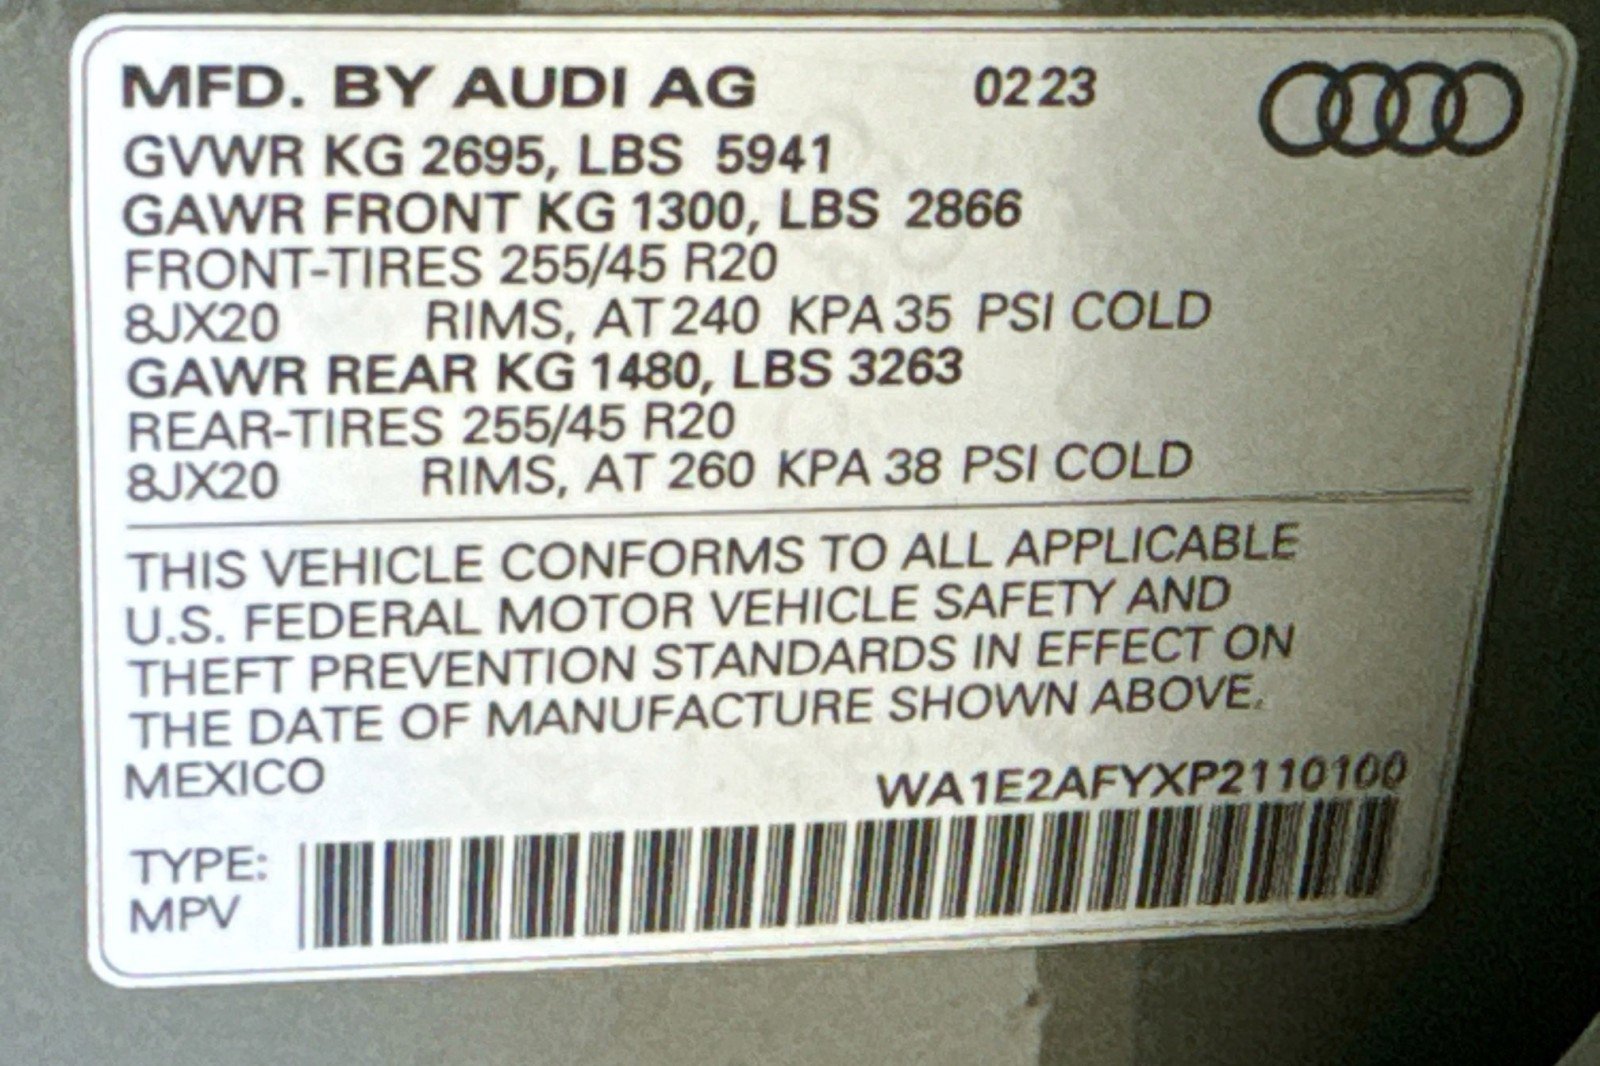 MFD. BY AUDI AG 02 23
GVWR KG 2695, LBS 5941
GAWR FRONT KG 1300, LBS 2866
FRONT-TIRES 255/45 R20
8JX20 RIMS, AT 240 KPA 35 PSI COLD
GAWR REAR KG 1480, LBS 3263
REAR-TIRES 255/45 R20
8JX20 RIMS, AT 260 KPA 38 PSI COLD
THIS VEHICLE CONFORMS TO ALL APPLICABLE
U.S. FEDERAL MOTOR VEHICLE SAFETY AND
THEFT PREVENTION STANDARDS IN EFFECT ON
THE DATE OF MANUFACTURE SHOWN ABOVE.
MEXICO WA1E2AFYXP2110100
TYPE:
MPV